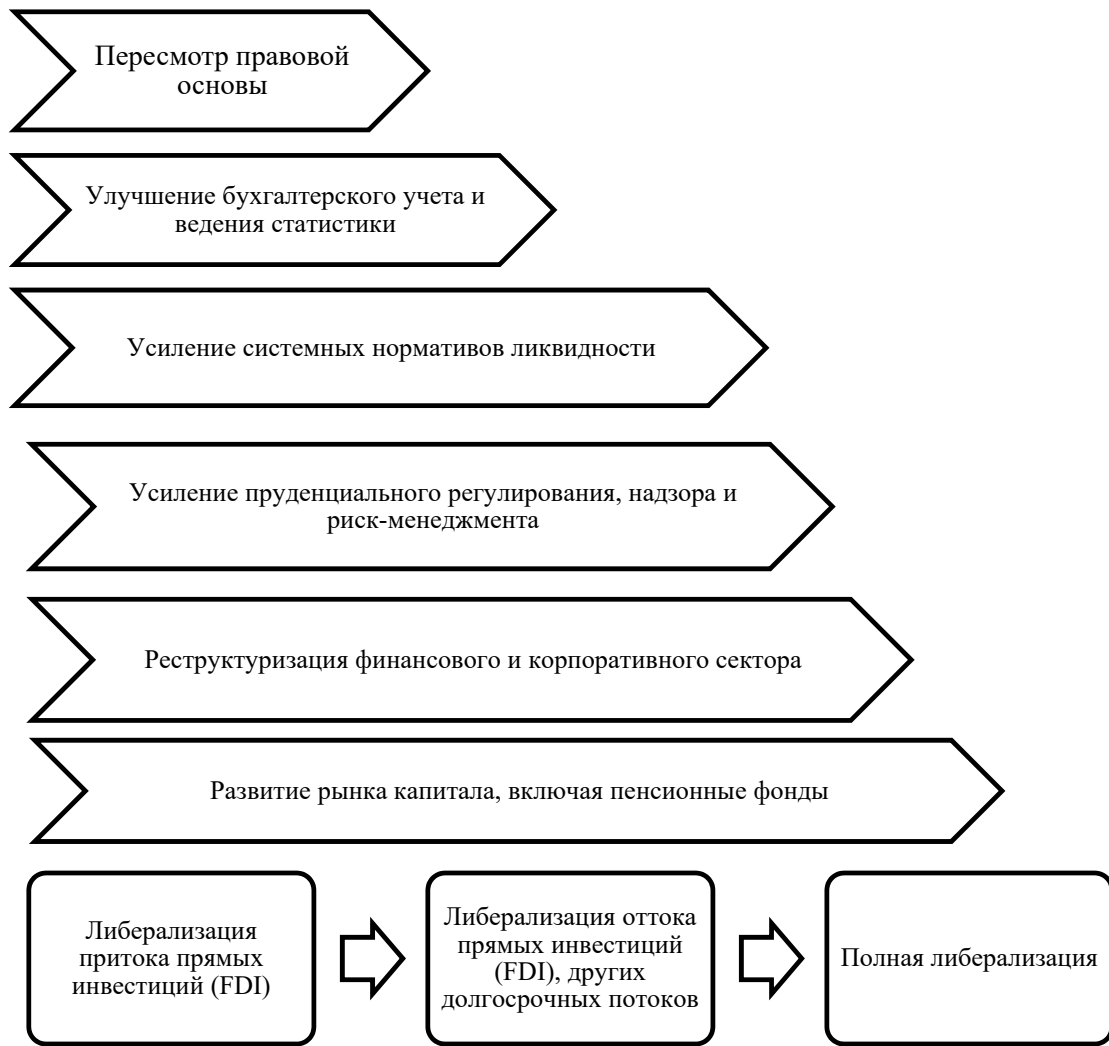 Пересмотр правовой
основы
Улучшение бухгалтерского учета и
ведения статистики
Усиление системных нормативов ликвидности
Усиление пруденциального регулирования, надзора и
риск-менеджмента
Реструктуризация финансового и корпоративного сектора
Развитие рынка капитала, включая пенсионные фонды
Либерализация
притока прямых
инвестиций (FDI)
Либерализация оттока
прямых инвестиций
(FDI), других
долгосрочных потоков
Полная либерализация